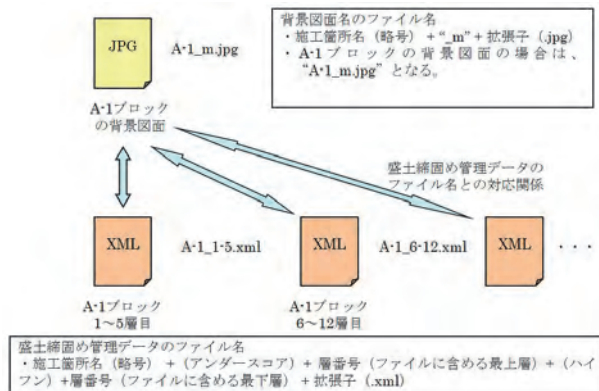 背景図面名のファイル名
・施工箇所名（略号）+“_m”+拡張子（.jpg）
・A-1ブロックの背景図面の場合は、
“A-1_m.jpg”となる。
JPG
A-1_m.jpg
A-1ブロック
の背景図面
盛土締固め管理データの
ファイル名との対応関係
XML
A-1_1-5.xml
XML
A-1_6-12.xml
XML
・・・
A-1ブロック
1～5層目
A-1ブロック
6～12層目
盛土締固め管理データのファイル名
・施工箇所名（略号）+（アンダースコア）+層番号（ファイルに含める最上層）+（ハイ
フン）+層番号（ファイルに含める最下層）+拡張子（.xml）